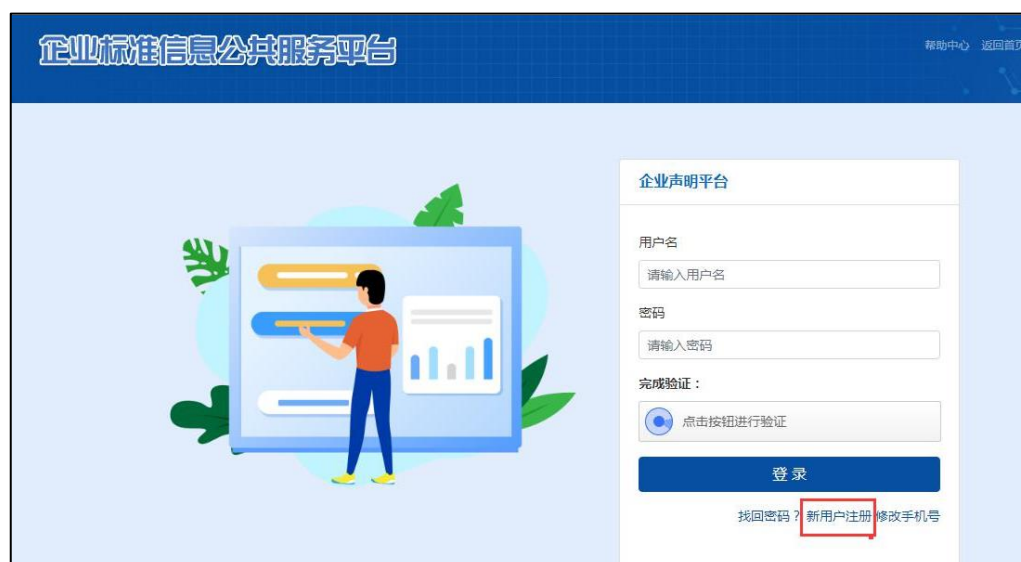 企业标准信息公共服务平台
帮助中心 返回首页
企业声明平台
用户名
请输入用户名
密码
请输入密码
完成验证：
点击按钮进行验证
登录
找回密码？ 新用户注册 修改手机号